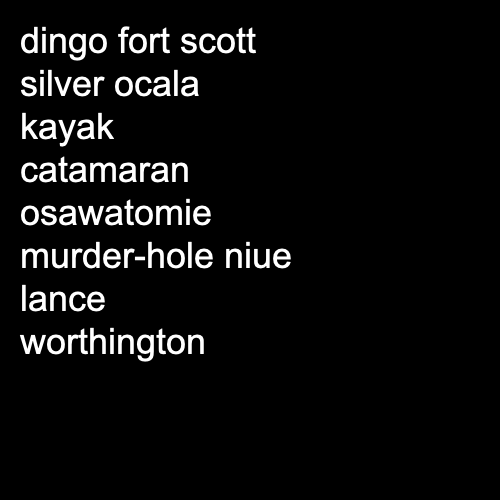 dingo fort scott
silver ocala
kayak
catamaran
osawatomie
murder-hole niue
lance
worthington